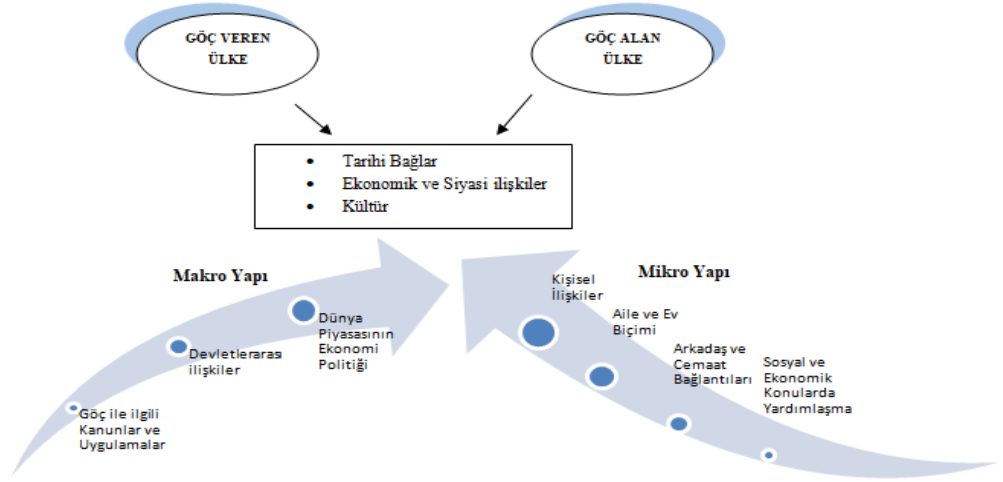 GÖÇ VEREN
ÜLKE
GÖÇ ALAN
ÜLKE
• Tarihi Bağlar
• Ekonomik ve Siyasi ilişkiler
• Kültür
Makro Yapı
Göç ile ilgili
Kanunlar ve
Uygulamalar
Devletlerarası
ilişkiler
Dünya
Piyasasının
Ekonomi
Politiği
Mikro Yapı
Kişisel
İlişkiler
Aile ve Ev
Biçimi
Arkadaş ve
Cemaat
Bağlantıları
Sosyal ve
Ekonomik
Konularda
Yardımlaşma